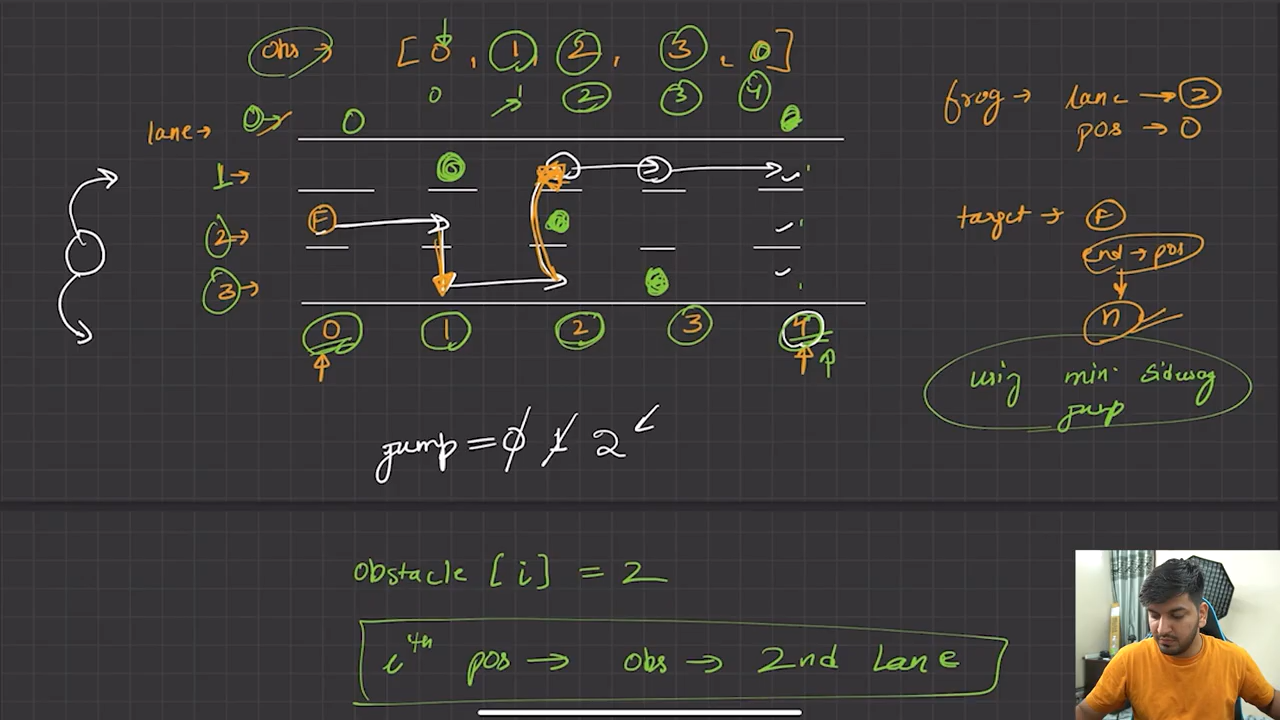 obs → [0, 1, 2, 3, 0]
0 1 2 3 4
lane → 0 → 0
1 →
2 → F
3 →
0 1 2 3 4
jump = 0 1 2
frog → lane → 2
pos → 0
target → F
end → pos
n
using min. sideway
jump
obstacle [i] = 2
i th pos → obs → 2nd lane